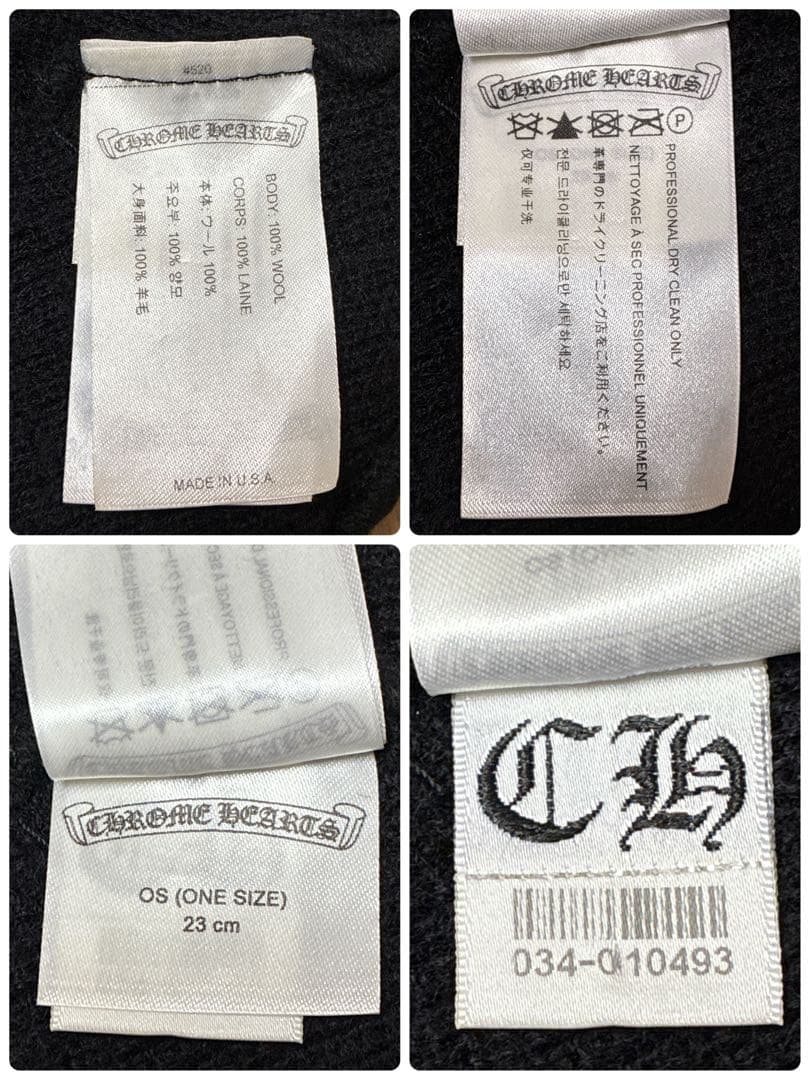 #520
CHROME HEARTS
BODY: 100% WOOL
CORPS: 100% LAINE
本体: ウール 100%
주요부 100% 양모
大身面料: 100% 羊毛
MADE IN U.S.A.
CHROME HEARTS
P
PROFESSIONAL DRY CLEAN ONLY
NETTOYAGE À SEC PROFESSIONNEL UNIQUEMENT
革専門のドライクリーニング店をご利用ください。
전문 드라이클리닝으로만 세탁하세요
仅可专业干洗
CHROME HEARTS
OS (ONE SIZE)
23 cm
CH
034-010493